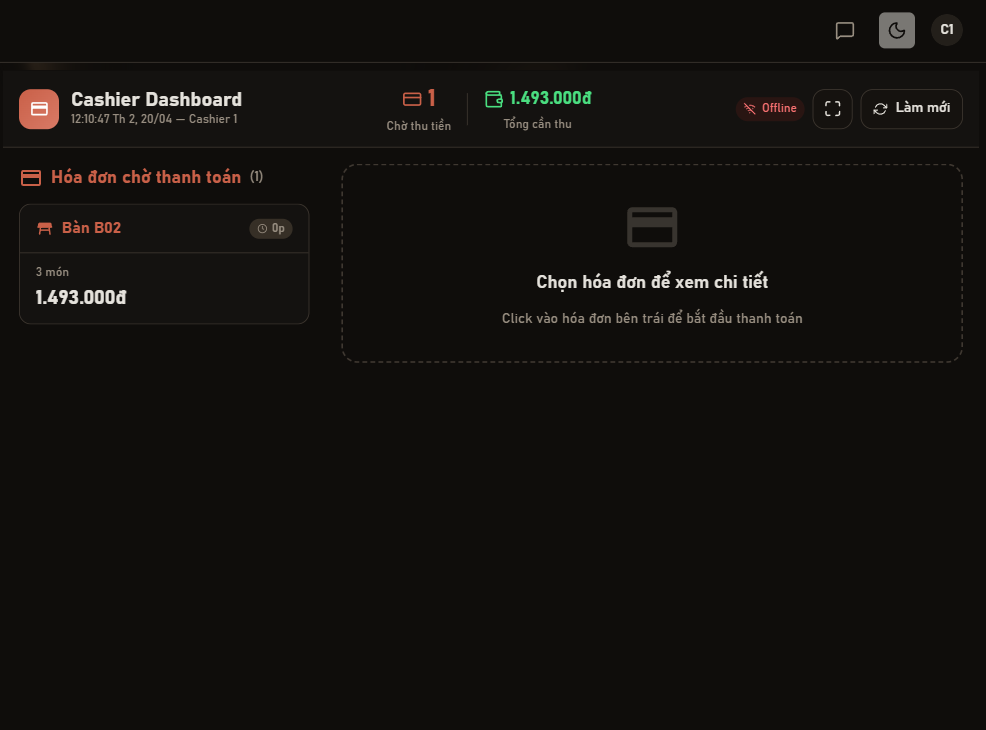 C1
Cashier Dashboard
12:10:47 Th 2, 20/04 — Cashier 1
1
Chờ thu tiền
1.493.000đ
Tổng cần thu
Offline
Làm mới
Hóa đơn chờ thanh toán (1)
Bàn B02
0p
3 món
1.493.000đ
Chọn hóa đơn để xem chi tiết
Click vào hóa đơn bên trái để bắt đầu thanh toán